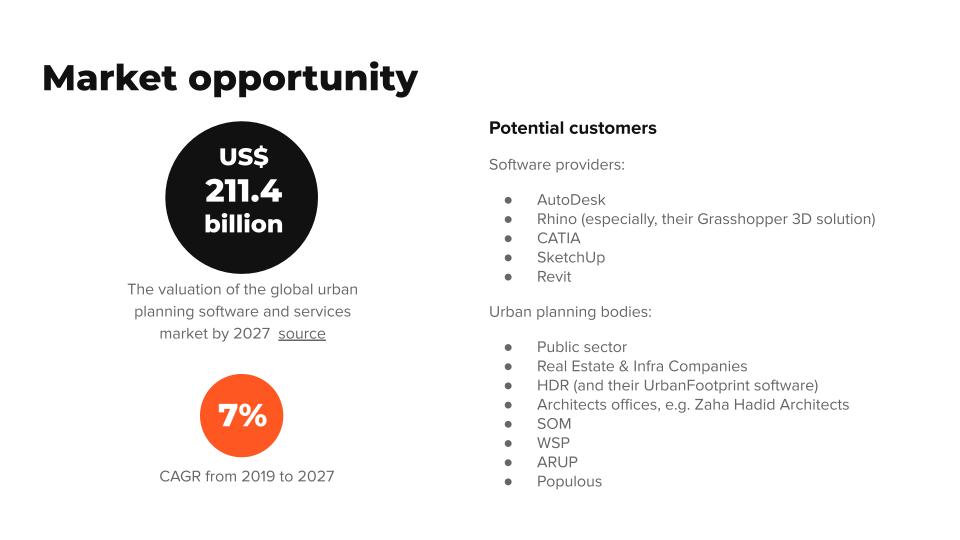 Market opportunity
US$
211.4
billion
The valuation of the global urban
planning software and services
market by 2027 source
7%
CAGR from 2019 to 2027
Potential customers
Software providers:
● AutoDesk
● Rhino (especially, their Grasshopper 3D solution)
● CATIA
● SketchUp
● Revit
Urban planning bodies:
● Public sector
● Real Estate & Infra Companies
● HDR (and their UrbanFootprint software)
● Architects offices, e.g. Zaha Hadid Architects
● SOM
● WSP
● ARUP
● Populous